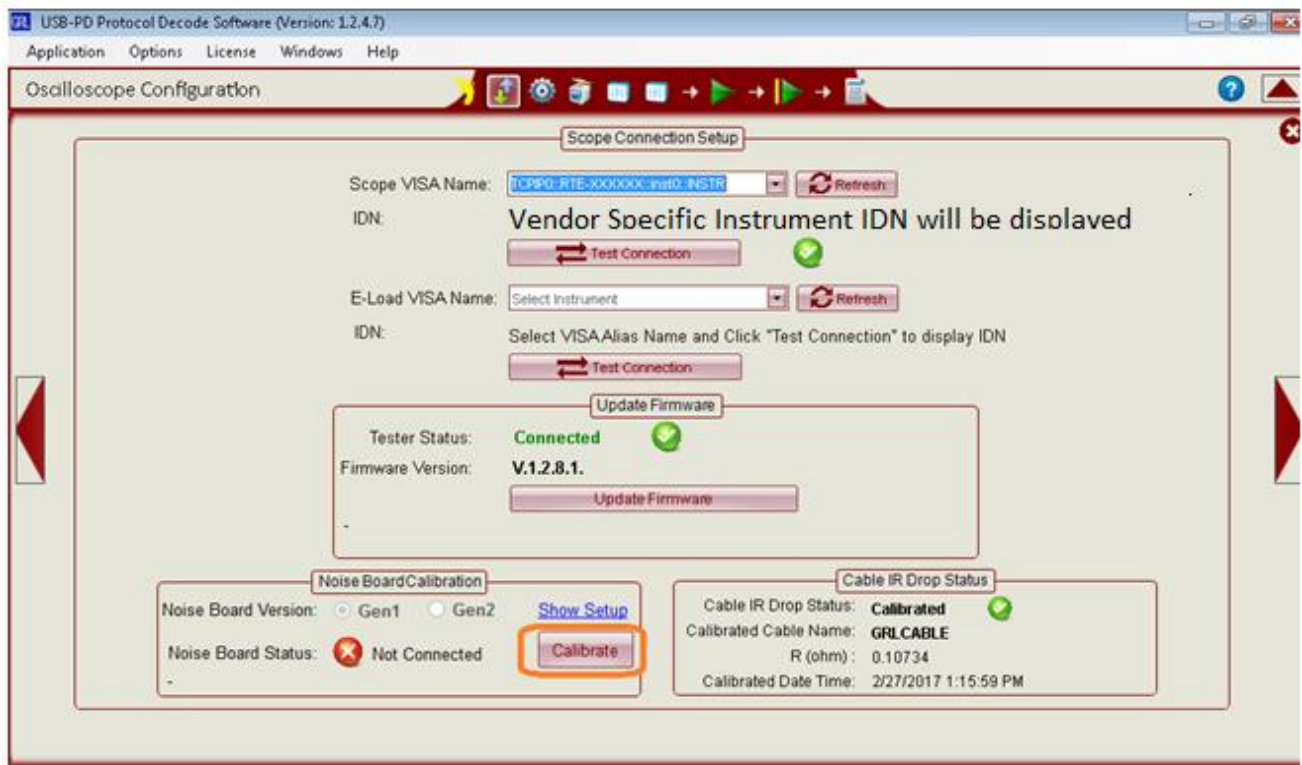 USB-PD Protocol Decode Software (Version: 1.2.4.7)
Application Options License Windows Help
Oscilloscope Configuration
Scope Connection Setup
Scope VISA Name: TCPIP0::RTE-XXXXXX::inst0::INSTR Refresh
IDN: Vendor Specific Instrument IDN will be displayed
Test Connection
E-Load VISA Name: Select Instrument Refresh
IDN: Select VISA Alias Name and Click "Test Connection" to display IDN
Test Connection
Update Firmware
Tester Status: Connected
Firmware Version: V.1.2.8.1.
Update Firmware
-
Noise Board Calibration
Noise Board Version: Gen1 Gen2 Show Setup
Noise Board Status: Not Connected Calibrate
-
Cable IR Drop Status
Cable IR Drop Status: Calibrated
Calibrated Cable Name: GRLCABLE
R (ohm) : 0.10734
Calibrated Date Time: 2/27/2017 1:15:59 PM